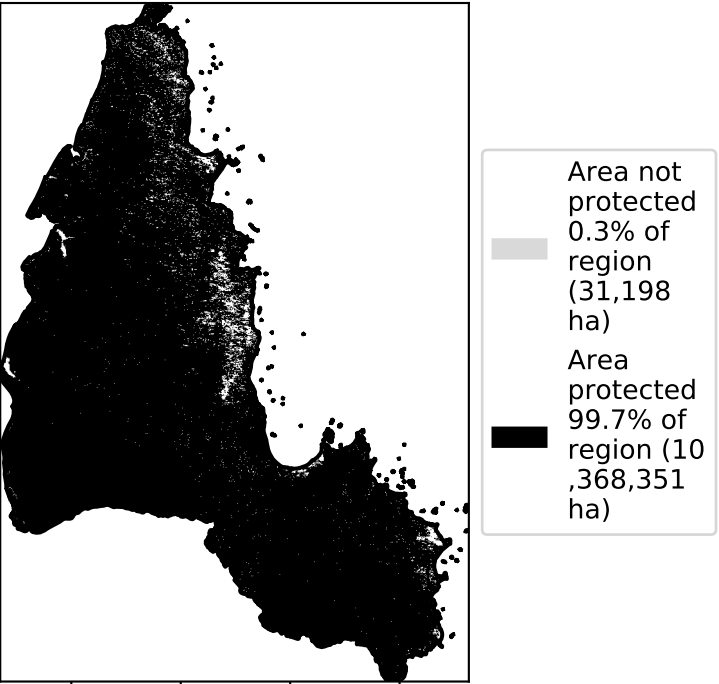 Area not
protected
0.3% of
region
(31,198
ha)
Area
protected
99.7% of
region (10
,368,351
ha)